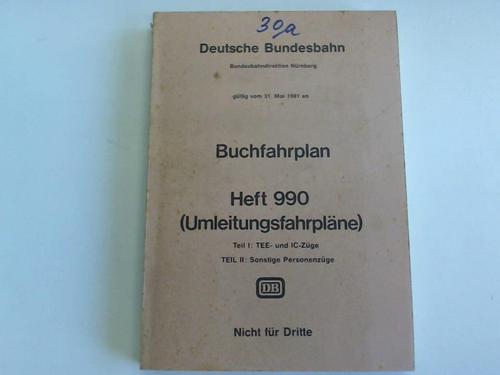 30a
Deutsche Bundesbahn
Bundesbahndirektion Nürnberg
gültig vom 31. Mai 1981 an
Buchfahrplan
Heft 990
(Umleitungsfahrpläne)
Teil I: TEE- und IC-Züge
TEIL II: Sonstige Personenzüge
DB
Nicht für Dritte